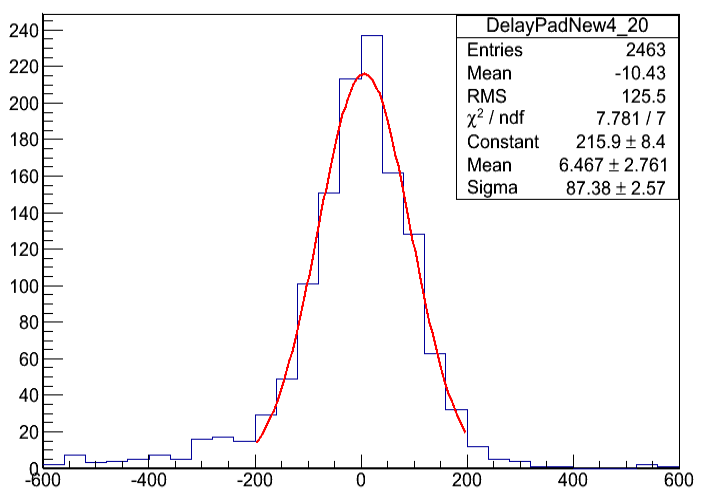 DelayPadNew4_20
Entries 2463
Mean -10.43
RMS 125.5
χ² / ndf 7.781 / 7
Constant 215.9 ± 8.4
Mean 6.467 ± 2.761
Sigma 87.38 ± 2.57
240
220
200
180
160
140
120
100
80
60
40
20
0
-600 -400 -200 0 200 400 600